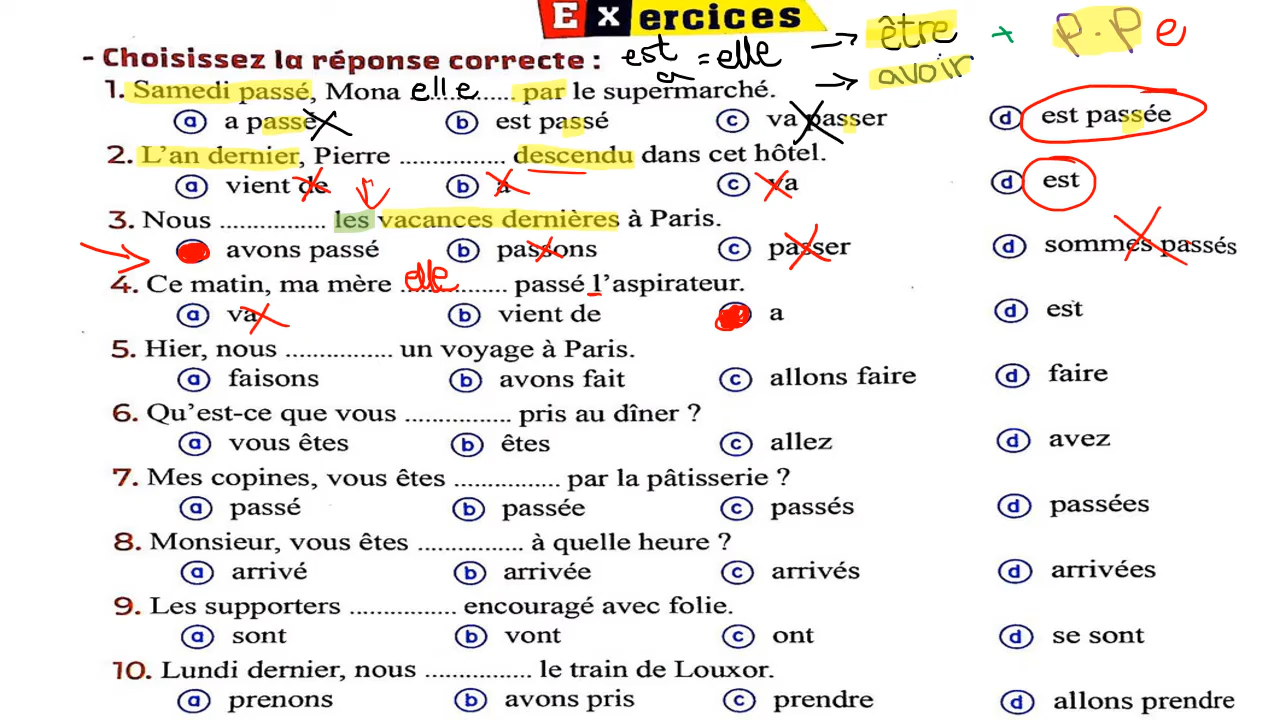 Exercices
être + p.p e
- Choisissez la réponse correcte : est = elle
a
avoir
1. Samedi passé, Mona elle ............... par le supermarché.
a a passé b est passé c va passer d est passée
2. L'an dernier, Pierre ............... descendu dans cet hôtel.
a vient de b a c va d est
3. Nous ............... les vacances dernières à Paris.
a avons passé b passons c passer d sommes passés
4. Ce matin, ma mère elle ............... passé l'aspirateur.
a va b vient de c a d est
5. Hier, nous ............... un voyage à Paris.
a faisons b avons fait c allons faire d faire
6. Qu'est-ce que vous ............... pris au dîner ?
a vous êtes b êtes c allez d avez
7. Mes copines, vous êtes ............... par la pâtisserie ?
a passé b passée c passés d passées
8. Monsieur, vous êtes ............... à quelle heure ?
a arrivé b arrivée c arrivés d arrivées
9. Les supporters ............... encouragé avec folie.
a sont b vont c ont d se sont
10. Lundi dernier, nous ............... le train de Louxor.
a prenons b avons pris c prendre d allons prendre